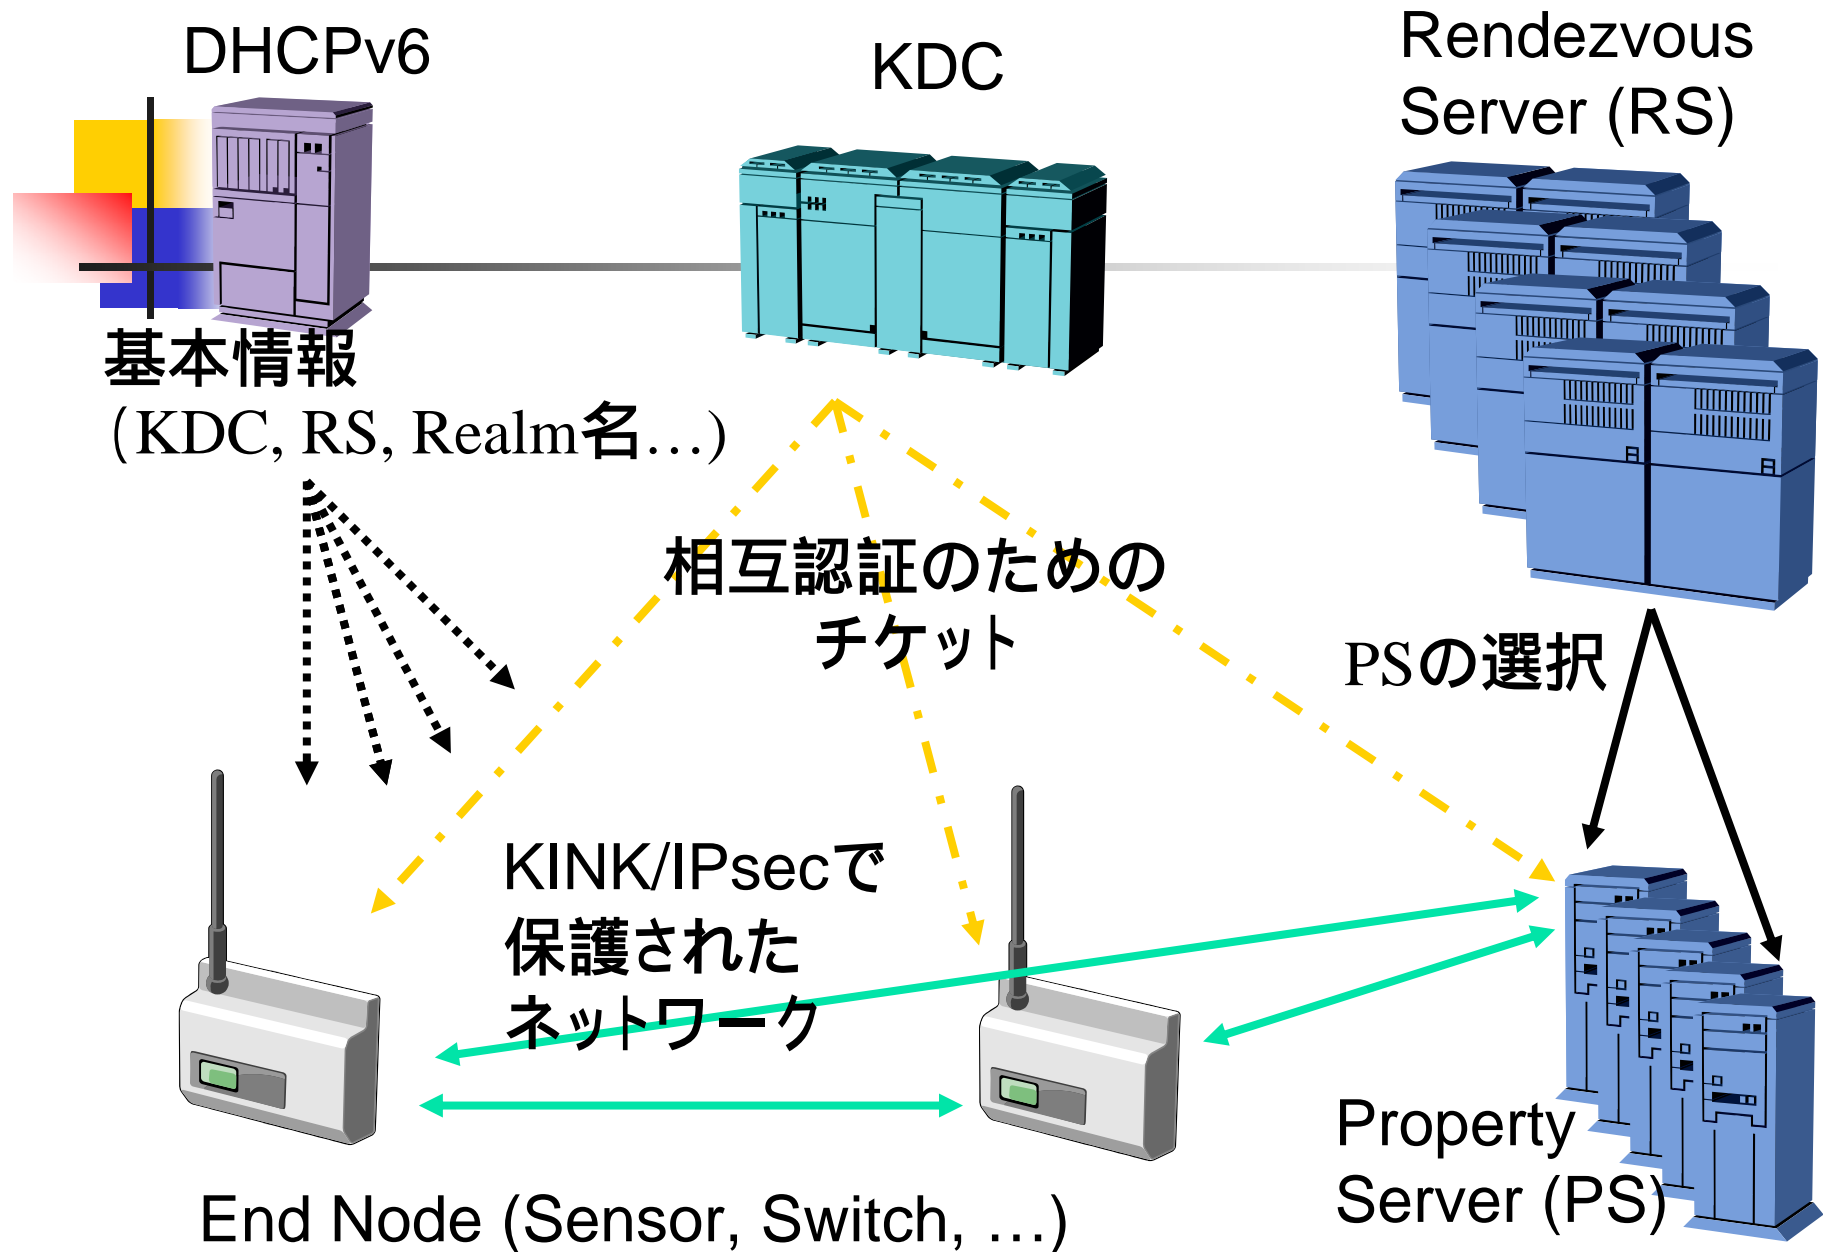 DHCPv6
KDC
Rendezvous
Server (RS)
基本情報
(KDC, RS, Realm名…)
相互認証のための
チケット
PSの選択
KINK/IPsecで
保護された
ネットワーク
Property
Server (PS)
End Node (Sensor, Switch, …)